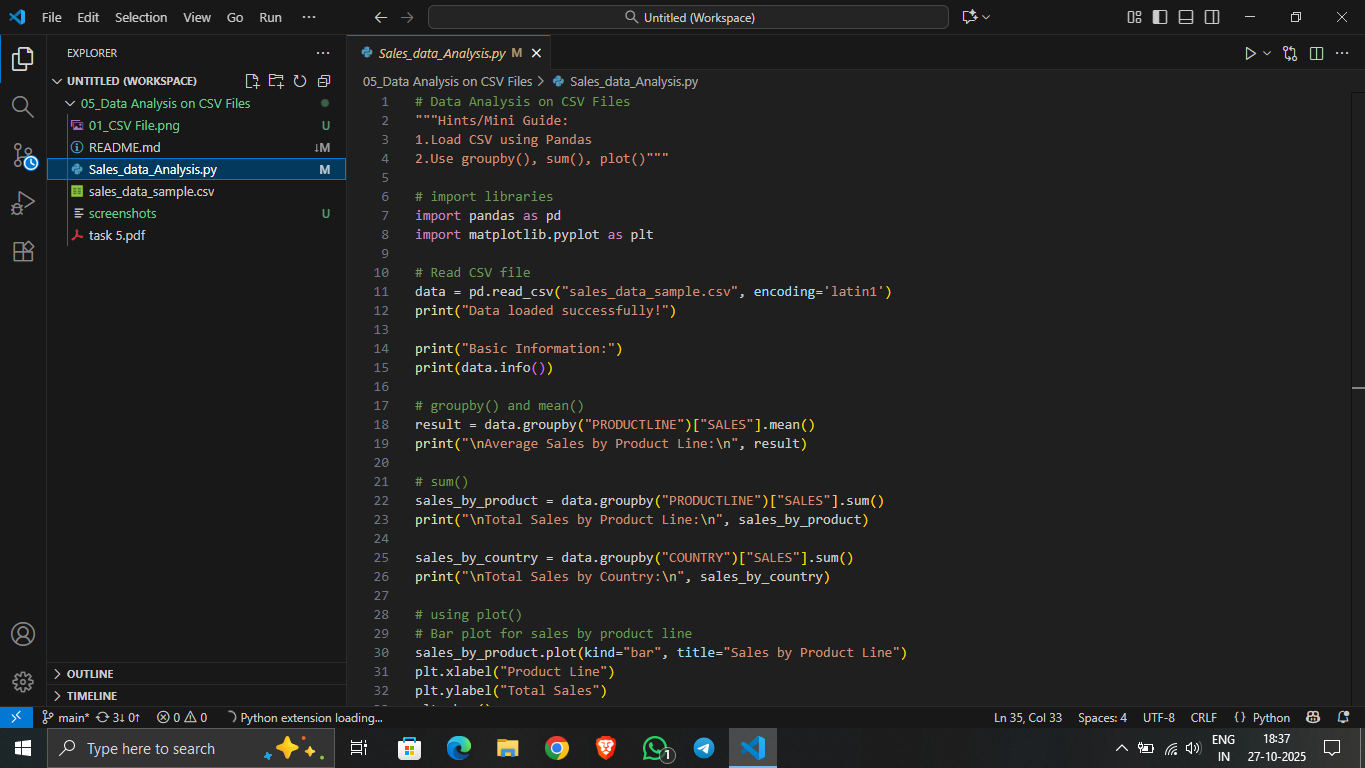 File Edit Selection View Go Run ···
Untitled (Workspace)
EXPLORER
UNTITLED (WORKSPACE)
05_Data Analysis on CSV Files
01_CSV File.png U
README.md ↓M
Sales_data_Analysis.py M
sales_data_sample.csv
screenshots U
task 5.pdf
OUTLINE
TIMELINE
Sales_data_Analysis.py M
05_Data Analysis on CSV Files > Sales_data_Analysis.py
1 # Data Analysis on CSV Files
2 """Hints/Mini Guide:
3 1.Load CSV using Pandas
4 2.Use groupby(), sum(), plot()"""
5
6 # import libraries
7 import pandas as pd
8 import matplotlib.pyplot as plt
9
10 # Read CSV file
11 data = pd.read_csv("sales_data_sample.csv", encoding='latin1')
12 print("Data loaded successfully!")
13
14 print("Basic Information:")
15 print(data.info())
16
17 # groupby() and mean()
18 result = data.groupby("PRODUCTLINE")["SALES"].mean()
19 print("\nAverage Sales by Product Line:\n", result)
20
21 # sum()
22 sales_by_product = data.groupby("PRODUCTLINE")["SALES"].sum()
23 print("\nTotal Sales by Product Line:\n", sales_by_product)
24
25 sales_by_country = data.groupby("COUNTRY")["SALES"].sum()
26 print("\nTotal Sales by Country:\n", sales_by_country)
27
28 # using plot()
29 # Bar plot for sales by product line
30 sales_by_product.plot(kind="bar", title="Sales by Product Line")
31 plt.xlabel("Product Line")
32 plt.ylabel("Total Sales")
main* 3↓ 0↑ 0 0 Python extension loading... Ln 35, Col 33 Spaces: 4 UTF-8 CRLF {} Python
Type here to search
1
ENG
IN
18:37
27-10-2025